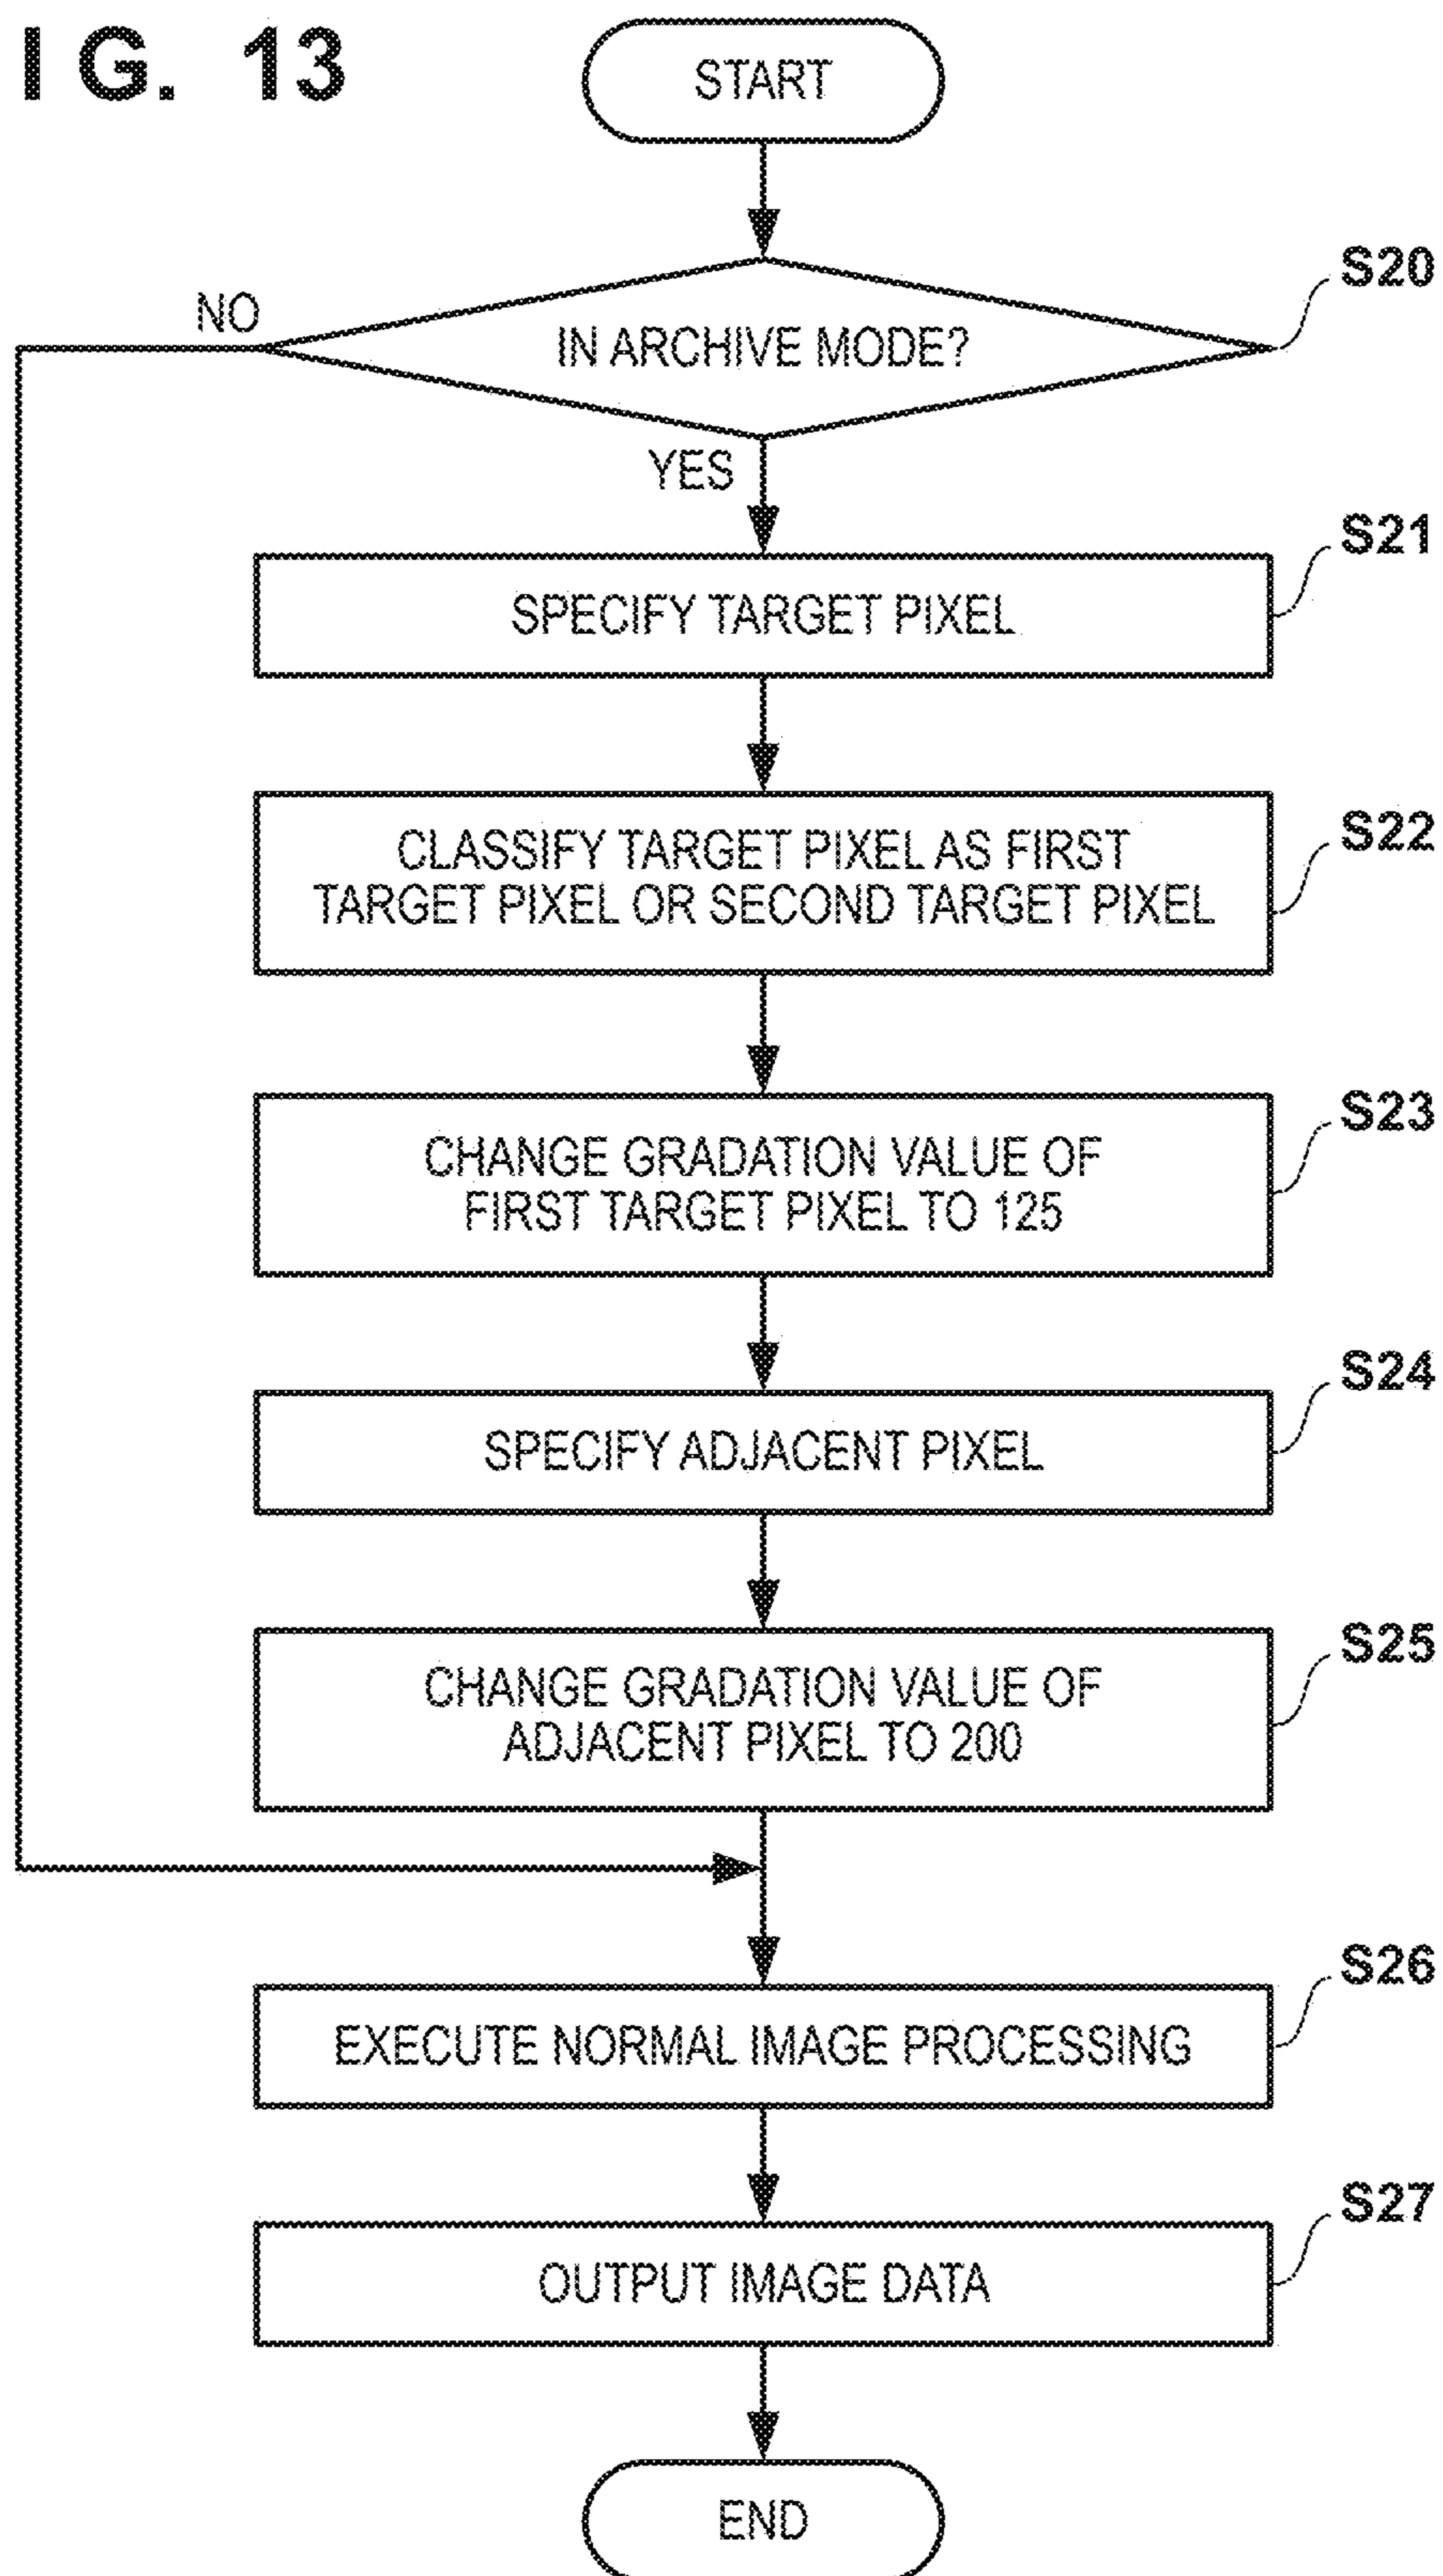 IG. 13
START
S20
NO
IN ARCHIVE MODE?
YES
S21
SPECIFY TARGET PIXEL
S22
CLASSIFY TARGET PIXEL AS FIRST
TARGET PIXEL OR SECOND TARGET PIXEL
S23
CHANGE GRADATION VALUE OF
FIRST TARGET PIXEL TO 125
S24
SPECIFY ADJACENT PIXEL
S25
CHANGE GRADATION VALUE OF
ADJACENT PIXEL TO 200
S26
EXECUTE NORMAL IMAGE PROCESSING
S27
OUTPUT IMAGE DATA
END